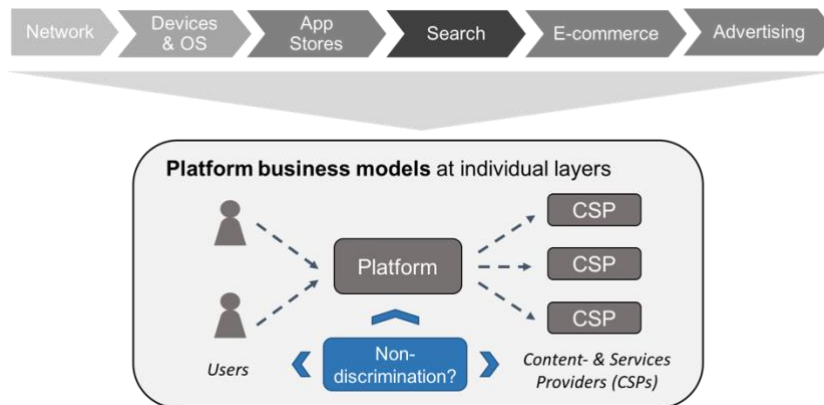 Network
Devices
& OS
App
Stores
Search
E-commerce
Advertising
Platform business models at individual layers
CSP
Platform
CSP
CSP
Non-
discrimination?
Users
Content- & Services
Providers (CSPs)